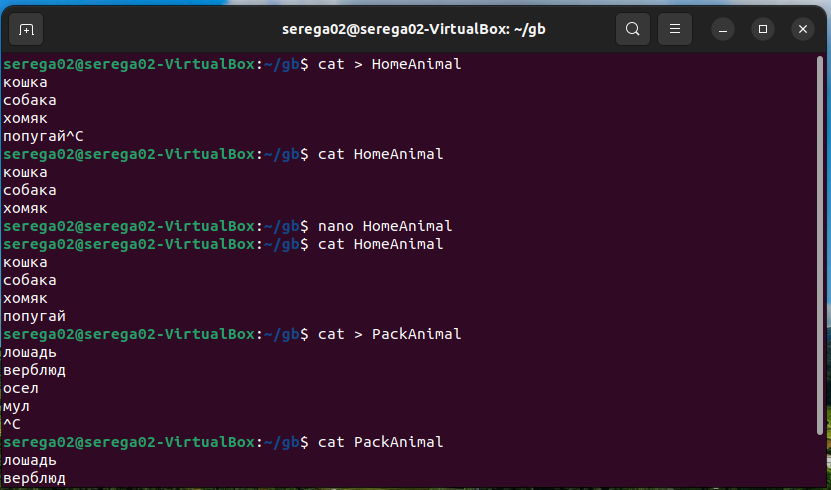 serega02@serega02-VirtualBox: ~/gb
serega02@serega02-VirtualBox:~/gb$ cat > HomeAnimal
кошка
собака
хомяк
попугай^C
serega02@serega02-VirtualBox:~/gb$ cat HomeAnimal
кошка
собака
хомяк
serega02@serega02-VirtualBox:~/gb$ nano HomeAnimal
serega02@serega02-VirtualBox:~/gb$ cat HomeAnimal
кошка
собака
хомяк
попугай
serega02@serega02-VirtualBox:~/gb$ cat > PackAnimal
лошадь
верблюд
осел
мул
^C
serega02@serega02-VirtualBox:~/gb$ cat PackAnimal
лошадь
верблюд